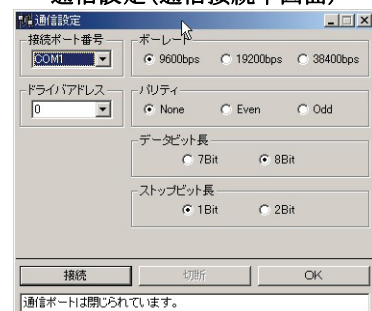 通信設定(通信接続中画面)
通信設定
接続ポート番号
COM1
ボーレート
9600bps 19200bps 38400bps
ドライバアドレス
0
パリティ
None Even Odd
データビット長
7Bit 8Bit
ストップビット長
1Bit 2Bit
接続 切断 OK
通信ポートは閉じられています。